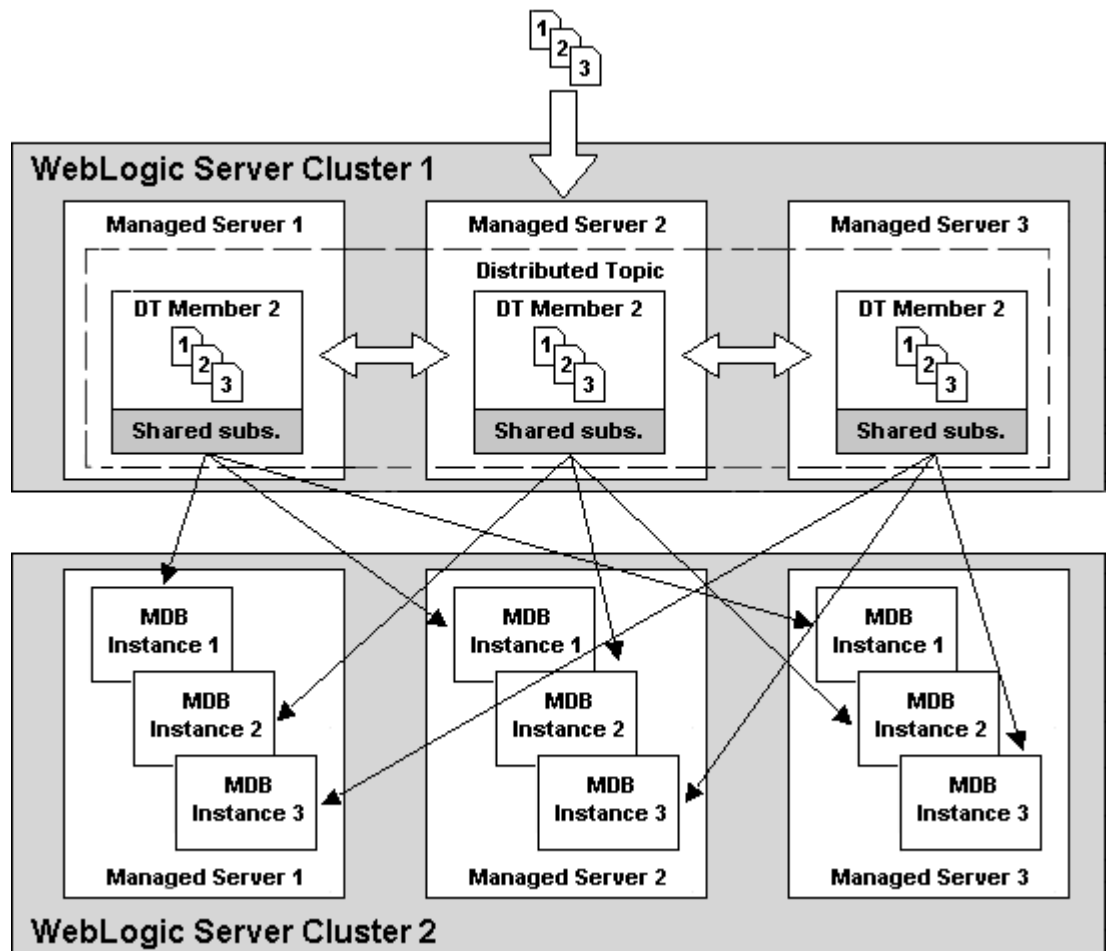 1
2
3
WebLogic Server Cluster 1
Managed Server 1
Managed Server 2
Managed Server 3
Distributed Topic
DT Member 2
DT Member 2
DT Member 2
1
2
3
1
2
3
1
2
3
Shared subs.
Shared subs.
Shared subs.
MDB
Instance 1
MDB
Instance 2
MDB
Instance 3
Managed Server 1
MDB
Instance 1
MDB
Instance 2
MDB
Instance 3
Managed Server 2
MDB
Instance 1
MDB
Instance 2
MDB
Instance 3
Managed Server 3
WebLogic Server Cluster 2